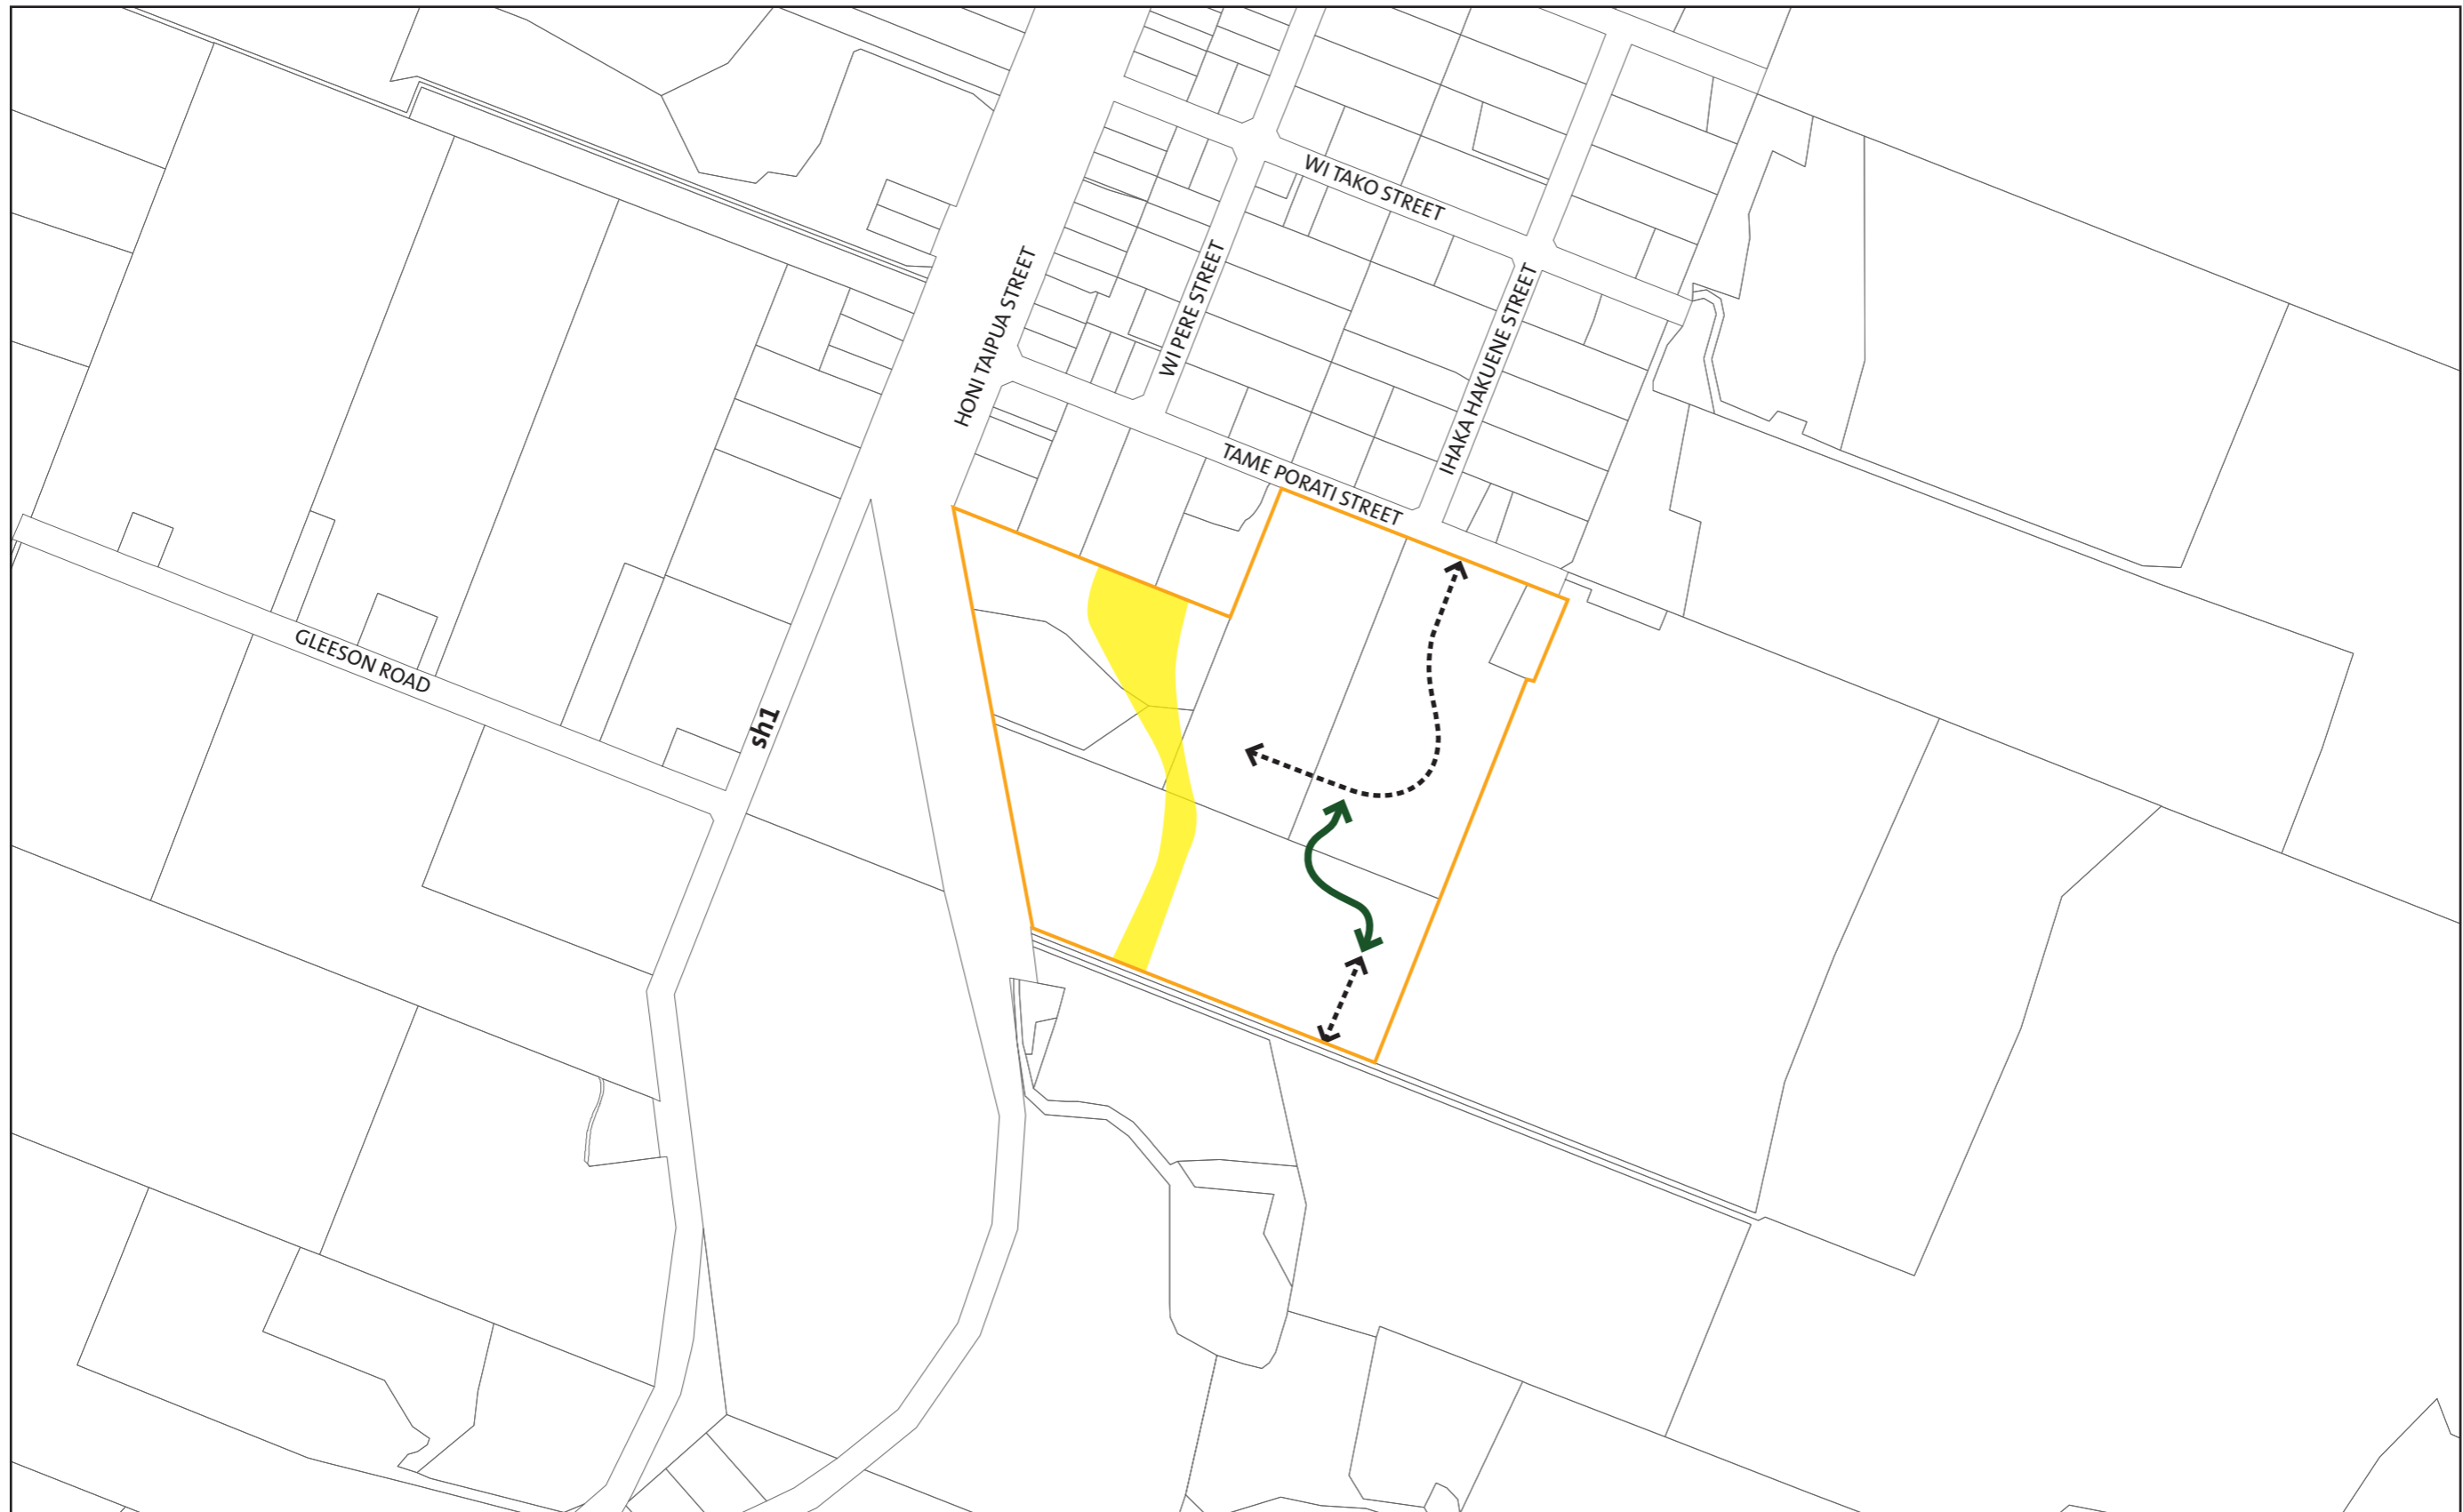 WI TAKO STREET
HONI TAIPUA STREET
WI PERE STREET
IHAKA HAKUENE STREET
TAME PORATI STREET
GLEESON ROAD
sh1